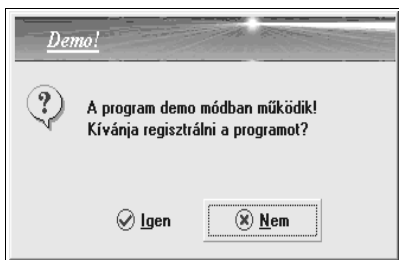 Demo!
A program demo módban működik!
Kívánja regisztrálni a programot?
Igen
Nem